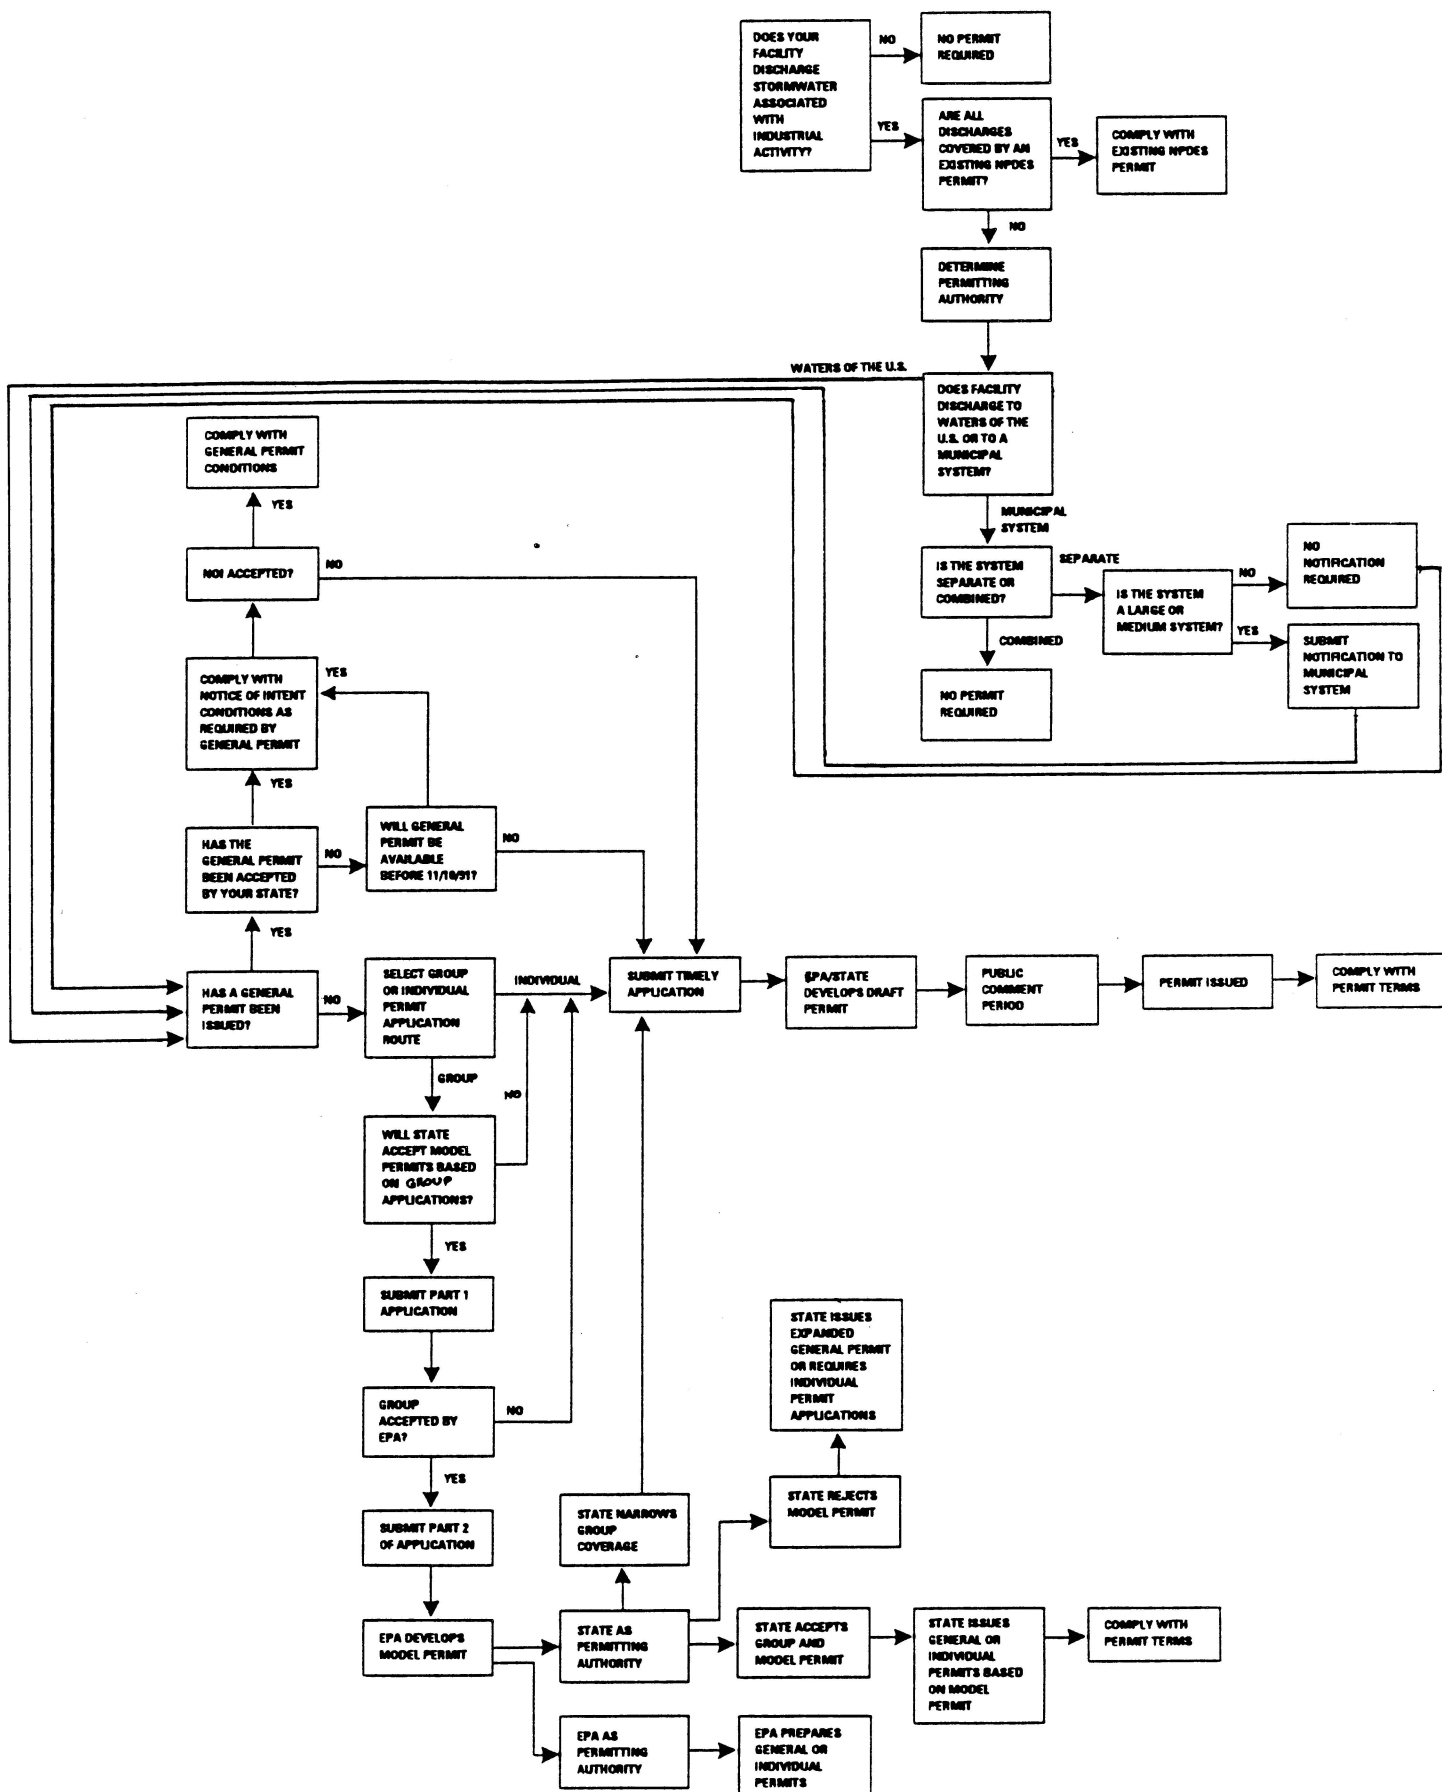 DOES YOUR
FACILITY
DISCHARGE
STORMWATER
ASSOCIATED
WITH
INDUSTRIAL
ACTIVITY?
NO
NO PERMIT
REQUIRED
YES
ARE ALL
DISCHARGES
COVERED BY AN
EXISTING NPDES
PERMIT?
YES
COMPLY WITH
EXISTING NPDES
PERMIT
NO
DETERMINE
PERMITTING
AUTHORITY
WATERS OF THE U.S.
DOES FACILITY
DISCHARGE TO
WATERS OF THE
U.S. OR TO A
MUNICIPAL
SYSTEM?
MUNICIPAL
SYSTEM
IS THE SYSTEM
SEPARATE OR
COMBINED?
SEPARATE
COMBINED
NO PERMIT
REQUIRED
IS THE SYSTEM
A LARGE OR
MEDIUM SYSTEM?
NO
NO
NOTIFICATION
REQUIRED
YES
SUBMIT
NOTIFICATION TO
MUNICIPAL
SYSTEM
COMPLY WITH
GENERAL PERMIT
CONDITIONS
YES
NOI ACCEPTED?
NO
COMPLY WITH
NOTICE OF INTENT
CONDITIONS AS
REQUIRED BY
GENERAL PERMIT
YES
YES
HAS THE
GENERAL PERMIT
BEEN ACCEPTED
BY YOUR STATE?
NO
WILL GENERAL
PERMIT BE
AVAILABLE
BEFORE 11/18/91?
NO
YES
HAS A GENERAL
PERMIT BEEN
ISSUED?
NO
SELECT GROUP
OR INDIVIDUAL
PERMIT
APPLICATION
ROUTE
INDIVIDUAL
SUBMIT TIMELY
APPLICATION
EPA/STATE
DEVELOPS DRAFT
PERMIT
PUBLIC
COMMENT
PERIOD
PERMIT ISSUED
COMPLY WITH
PERMIT TERMS
GROUP
NO
WILL STATE
ACCEPT MODEL
PERMITS BASED
ON GROUP
APPLICATIONS?
YES
SUBMIT PART 1
APPLICATION
GROUP
ACCEPTED BY
EPA?
NO
YES
SUBMIT PART 2
OF APPLICATION
EPA DEVELOPS
MODEL PERMIT
STATE NARROWS
GROUP
COVERAGE
STATE AS
PERMITTING
AUTHORITY
STATE ISSUES
EXPANDED
GENERAL PERMIT
OR REQUIRES
INDIVIDUAL
PERMIT
APPLICATIONS
STATE REJECTS
MODEL PERMIT
STATE ACCEPTS
GROUP AND
MODEL PERMIT
STATE ISSUES
GENERAL OR
INDIVIDUAL
PERMITS BASED
ON MODEL
PERMIT
COMPLY WITH
PERMIT TERMS
EPA AS
PERMITTING
AUTHORITY
EPA PREPARES
GENERAL OR
INDIVIDUAL
PERMITS